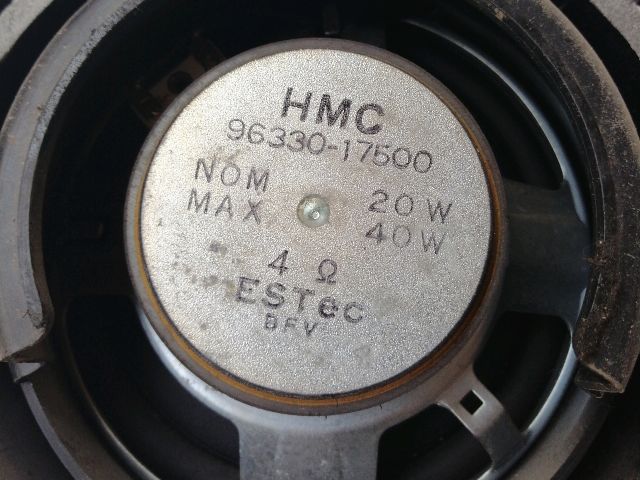 HMC
96330-17500
NOM 20W
MAX 40W
4 Ω
ESTec
BFV